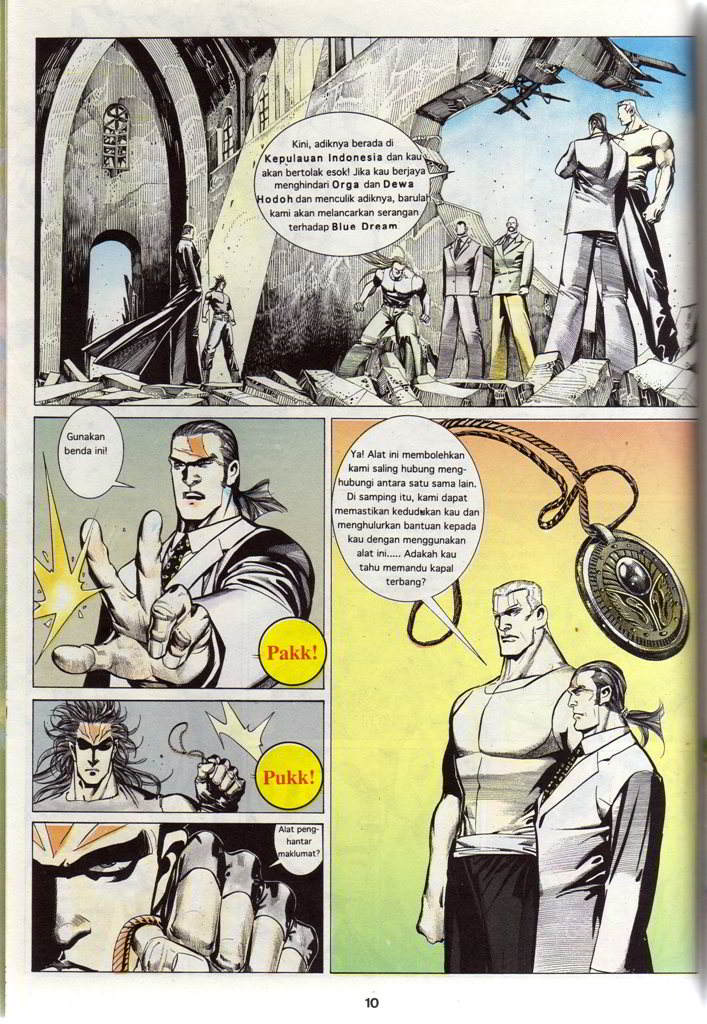 Kini, adiknya berada di
Kepulauan Indonesia dan kau
akan bertolak esok! Jika kau berjaya
menghindari Orga dan Dewa
Hodoh dan menculik adiknya, barulah
kami akan melancarkan serangan
terhadap Blue Dream
Gunakan
benda ini!
Pakk!
Pukk!
Alat peng-
hantar
maklumat?
Ya! Alat ini membolehkan
kami saling hubung meng-
hubungi antara satu sama lain.
Di samping itu, kami dapat
memastikan kedudukan kau dan
menghulurkan bantuan kepada
kau dengan menggunakan
alat ini..... Adakah kau
tahu memandu kapal
terbang?
10